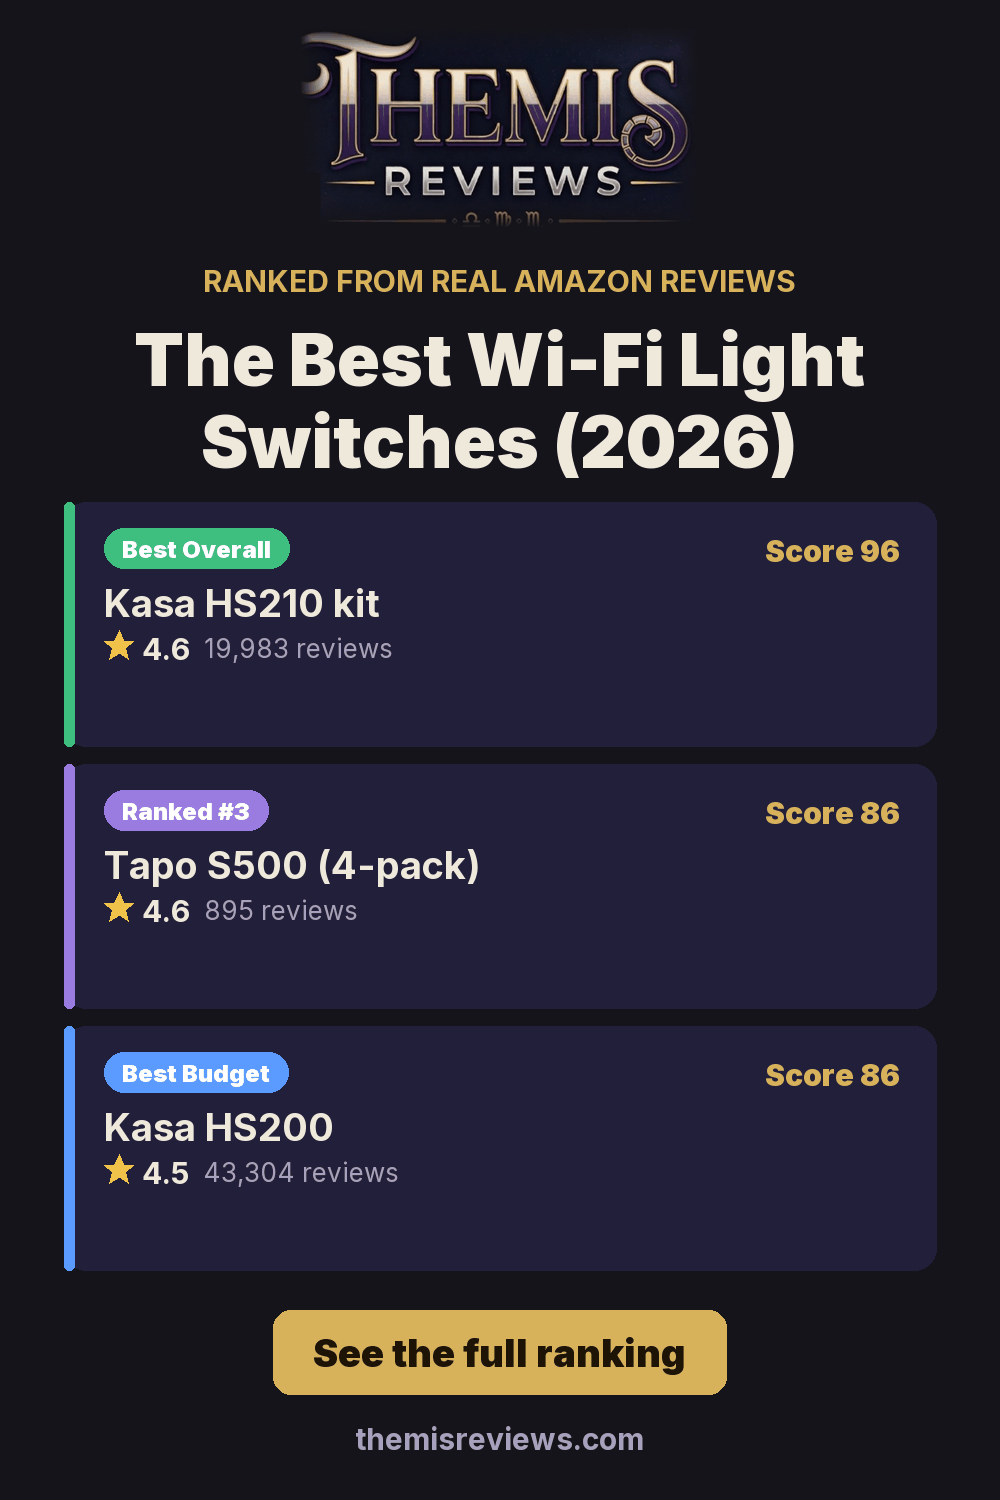 THEMIS
REVIEWS
♎ · ♍ · ♏
RANKED FROM REAL AMAZON REVIEWS
The Best Wi-Fi Light
Switches (2026)
Best Overall
Score 96
Kasa HS210 kit
4.6 19,983 reviews
Ranked #3
Score 86
Tapo S500 (4-pack)
4.6 895 reviews
Best Budget
Score 86
Kasa HS200
4.5 43,304 reviews
See the full ranking
themisreviews.com